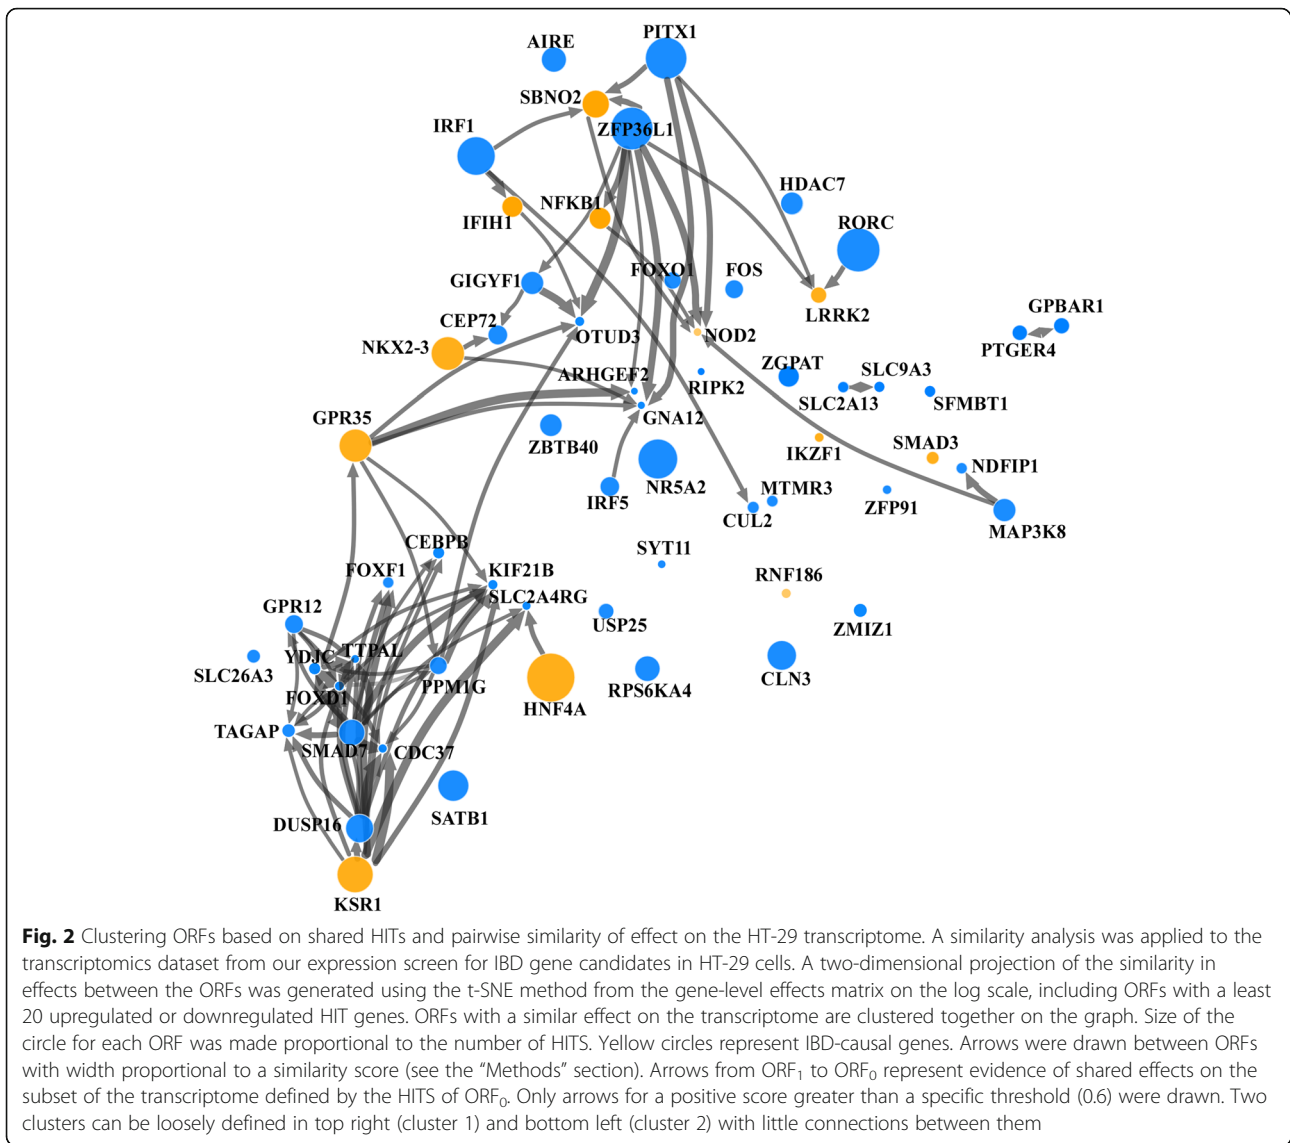 PITX1
AIRE
SBNO2
IRF1
ZFP36L1
HDAC7
NFKB1
IFIH1
RORC
FOXO1
FOS
GIGYF1
GPBAR1
LRRK2
CEP72
OTUD3
NOD2
NKX2-3
PTGER4
ZGPAT
SLC9A3
ARHGEF2
RIPK2
SLC2A13
SFMBT1
GPR35
GNA12
ZBTB40
SMAD3
IKZF1
NDFIP1
NR5A2
MTMR3
IRF5
ZFP91
CUL2
MAP3K8
CEBPB
SYT11
FOXF1
KIF21B
RNF186
SLC2A4RG
GPR12
USP25
ZMIZ1
YDJC
TTPAL
SLC26A3
CLN3
PPM1G
RPS6KA4
FOXD1
HNF4A
TAGAP
SMAD7
CDC37
SATB1
DUSP16
KSR1
Fig. 2 Clustering ORFs based on shared HITs and pairwise similarity of effect on the HT-29 transcriptome. A similarity analysis was applied to the
transcriptomics dataset from our expression screen for IBD gene candidates in HT-29 cells. A two-dimensional projection of the similarity in
effects between the ORFs was generated using the t-SNE method from the gene-level effects matrix on the log scale, including ORFs with a least
20 upregulated or downregulated HIT genes. ORFs with a similar effect on the transcriptome are clustered together on the graph. Size of the
circle for each ORF was made proportional to the number of HITS. Yellow circles represent IBD-causal genes. Arrows were drawn between ORFs
with width proportional to a similarity score (see the “Methods” section). Arrows from ORF₁ to ORF₀ represent evidence of shared effects on the
subset of the transcriptome defined by the HITS of ORF₀. Only arrows for a positive score greater than a specific threshold (0.6) were drawn. Two
clusters can be loosely defined in top right (cluster 1) and bottom left (cluster 2) with little connections between them